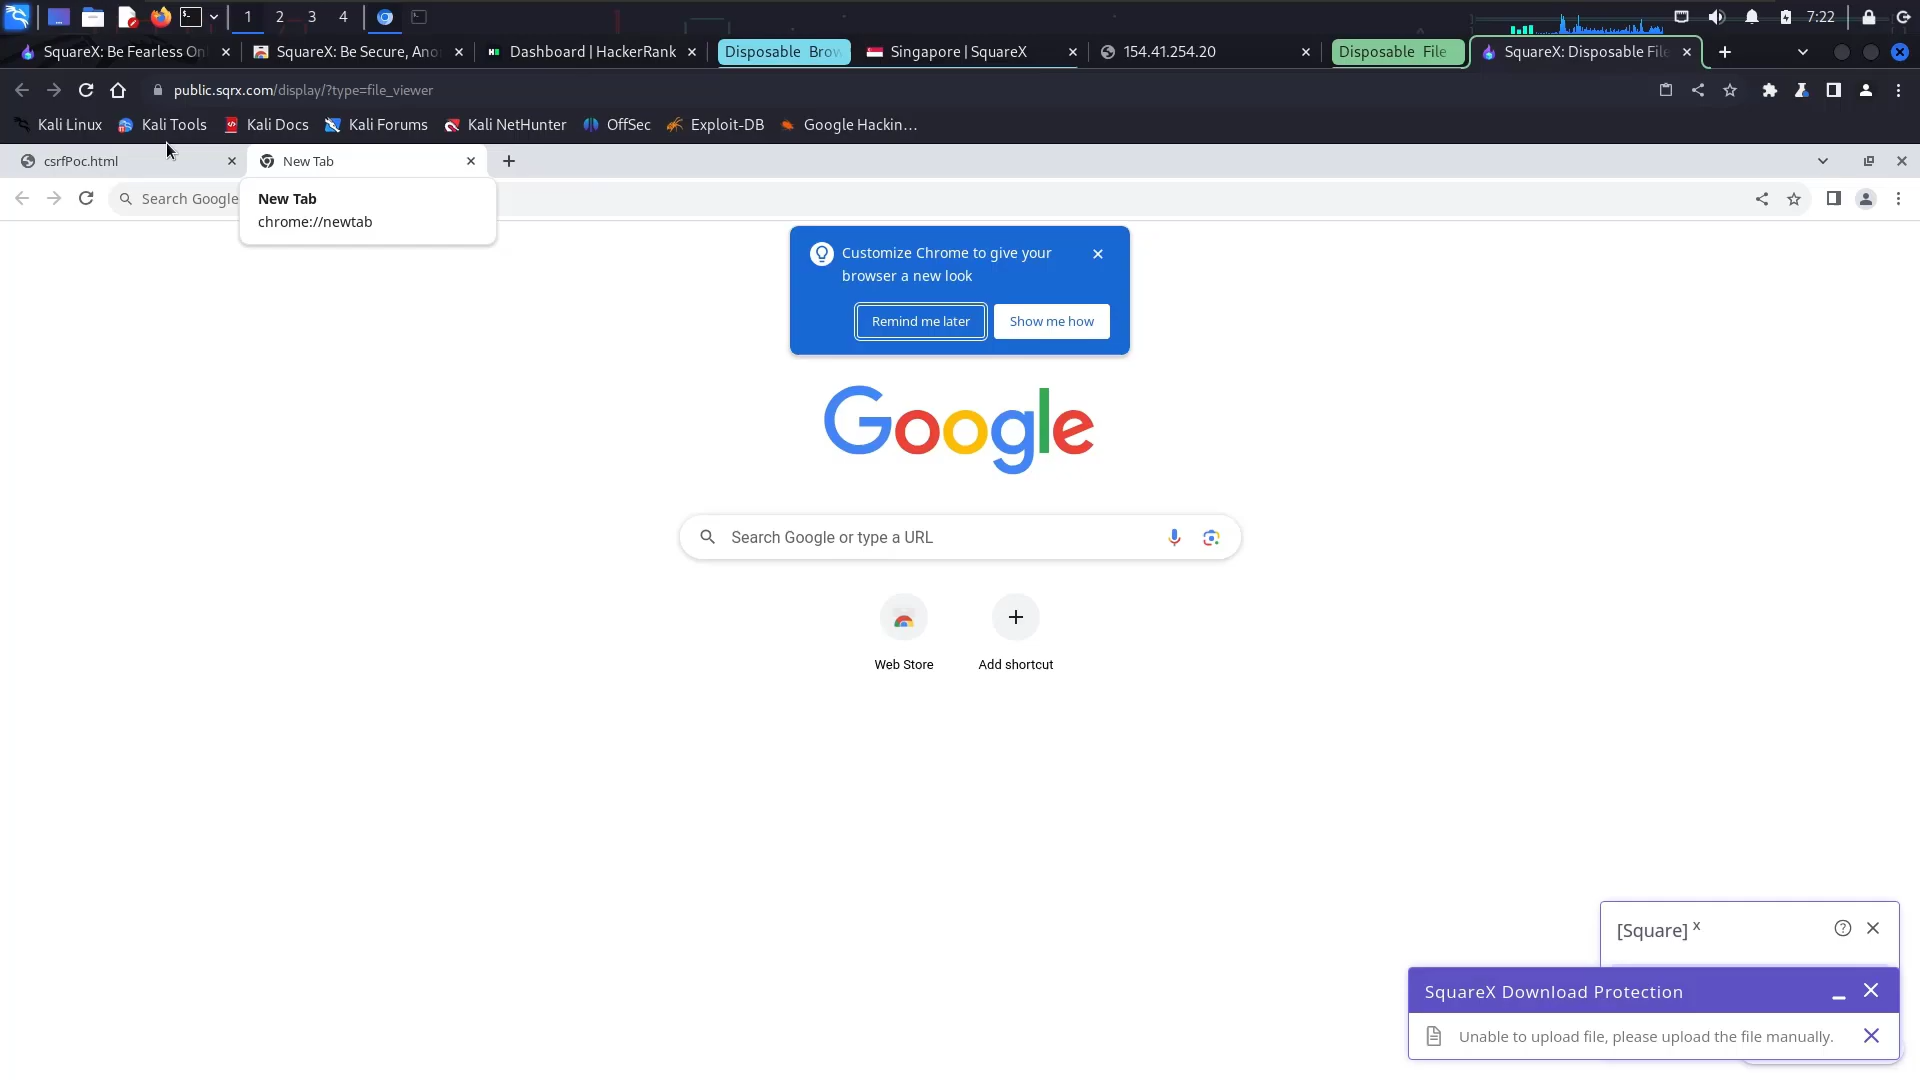 1 2 3 4 7:22
SquareX: Be Fearless On SquareX: Be Secure, Ano Dashboard | HackerRank Disposable Brow Singapore | SquareX 154.41.254.20 Disposable File SquareX: Disposable File
public.sqrx.com/display/?type=file_viewer
Kali Linux Kali Tools Kali Docs Kali Forums Kali NetHunter OffSec Exploit-DB Google Hackin…
csrfPoc.html New Tab
Search Google
New Tab
chrome://newtab
Customize Chrome to give your
browser a new look
Remind me later Show me how
Google
Search Google or type a URL
Web Store Add shortcut
[Square] x
SquareX Download Protection
Unable to upload file, please upload the file manually.